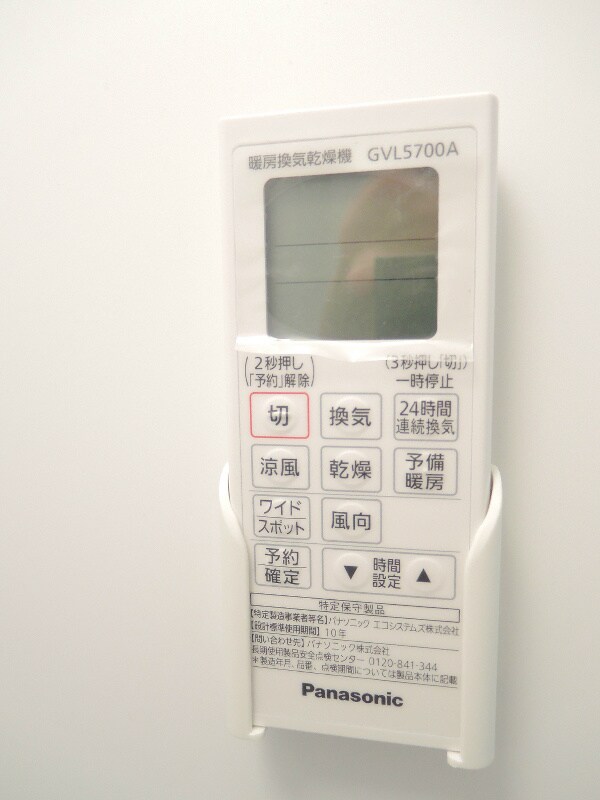 暖房換気乾燥機 GVL5700A
2秒押し
「予約」解除
3秒押し「切」
一時停止
切
換気
24時間
連続換気
涼風
乾燥
予備
暖房
ワイド
スポット
風向
予約
確定
▼ 時間
設定 ▲
特定保守製品
【特定製造事業者等名】パナソニック エコシステムズ株式会社
【設計標準使用期間】10年
【問い合わせ先】パナソニック株式会社
長期使用製品安全点検センター 0120-841-344
※製造年月、品番、点検期間については製品本体に記載
Panasonic